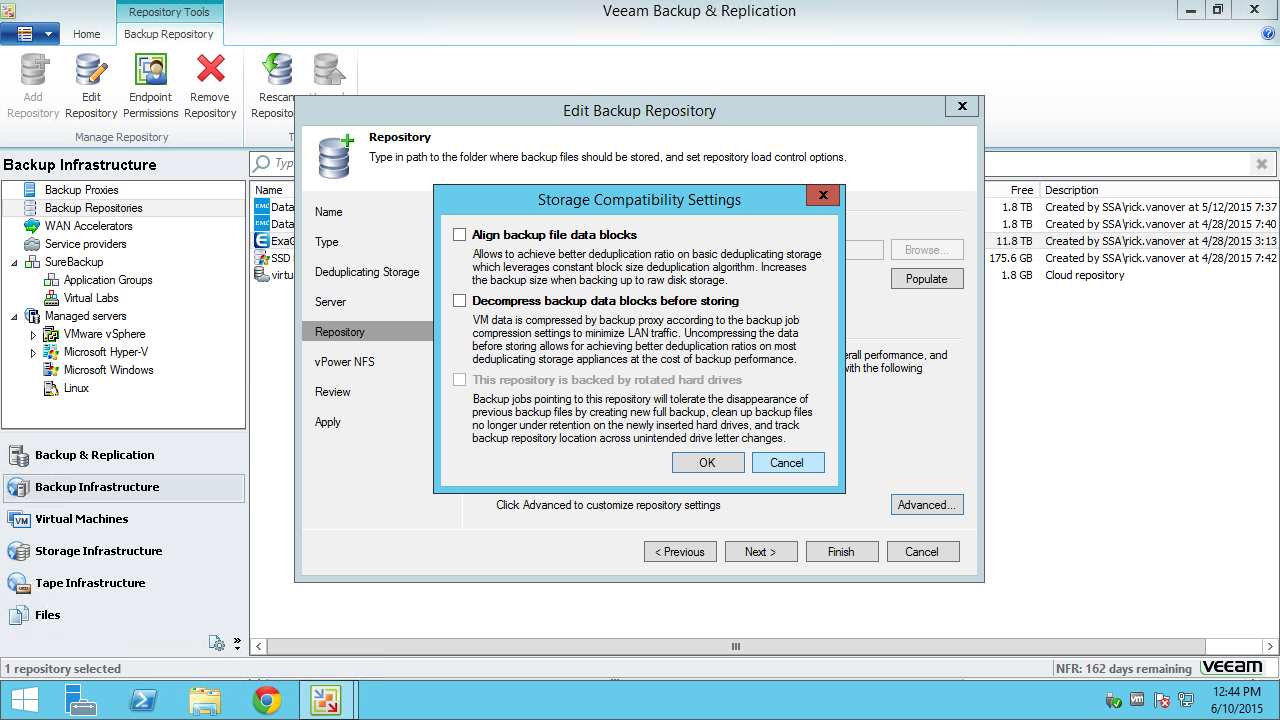 Repository Tools
Veeam Backup & Replication
Home
Backup Repository
Add Repository
Edit Repository
Endpoint Permissions
Remove Repository
Rescan
Manage Repository
Backup Infrastructure
Backup Proxies
Backup Repositories
WAN Accelerators
Service providers
SureBackup
Application Groups
Virtual Labs
Managed servers
VMware vSphere
Microsoft Hyper-V
Microsoft Windows
Linux
Backup & Replication
Backup Infrastructure
Virtual Machines
Storage Infrastructure
Tape Infrastructure
Files
Name
Free
Description
1.8 TB
Created by SSA\rick.vanover at 5/12/2015 7:37
1.8 TB
Created by SSA\rick.vanover at 4/28/2015 7:40
11.8 TB
Created by SSA\rick.vanover at 4/28/2015 3:13
SSD
175.6 GB
Created by SSA\rick.vanover at 4/28/2015 7:42
1.8 GB
Cloud repository
Edit Backup Repository
Repository
Type in path to the folder where backup files should be stored, and set repository load control options.
Name
Type
Deduplicating Storage
Server
Repository
vPower NFS
Review
Apply
Browse...
Populate
performance, and
with the following
Storage Compatibility Settings
Align backup file data blocks
Allows to achieve better deduplication ratio on basic deduplicating storage
which leverages constant block size deduplication algorithm. Increases
the backup size when backing up to raw disk storage.
Decompress backup data blocks before storing
VM data is compressed by backup proxy according to the backup job
compression settings to minimize LAN traffic. Uncompressing the data
before storing allows for achieving better deduplication ratios on most
deduplicating storage appliances at the cost of backup performance.
This repository is backed by rotated hard drives
Backup jobs pointing to this repository will tolerate the disappearance of
previous backup files by creating new full backup, clean up backup files
no longer under retention on the newly inserted hard drives, and track
backup repository location across unintended drive letter changes.
OK
Cancel
Click Advanced to customize repository settings
Advanced...
< Previous
Next >
Finish
Cancel
1 repository selected
NFR: 162 days remaining
veeam
12:44 PM
6/10/2015